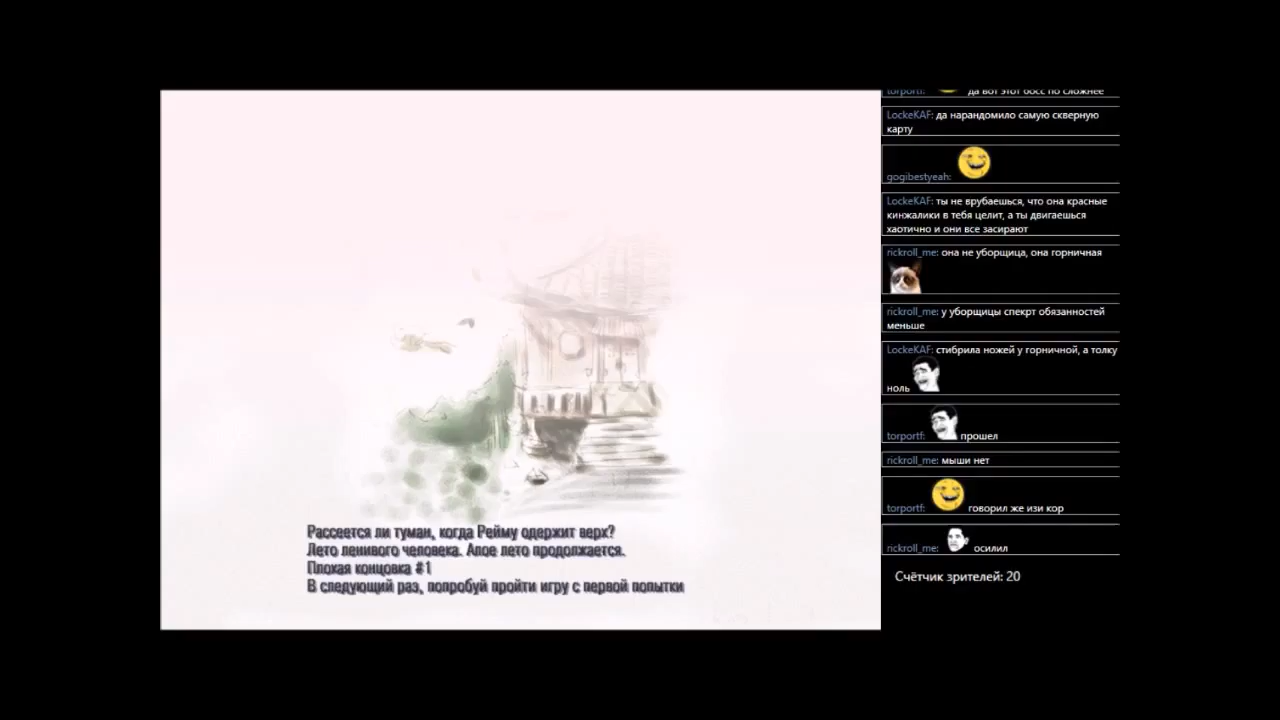 Рассеется ли туман, когда Рейму одержит верх?
Лето ленивого человека. Алое лето продолжается.
Плохая концовка #1
В следующий раз, попробуй пройти игру с первой попытки
torportf: да вот этот босс по сложнее
LockeKAF: да нарандомило самую скверную
карту
gogibestyeah:
LockeKAF: ты не врубаешься, что она красные
кинжалики в тебя целит, а ты двигаешься
хаотично и они все засирают
rickroll_me: она не уборщица, она горничная
rickroll_me: у уборщицы спекрт обязанностей
меньше
LockeKAF: стибрила ножей у горничной, а толку
ноль
torportf: прошел
rickroll_me: мыши нет
torportf: говорил же изи кор
rickroll_me: осилил
Счётчик зрителей: 20